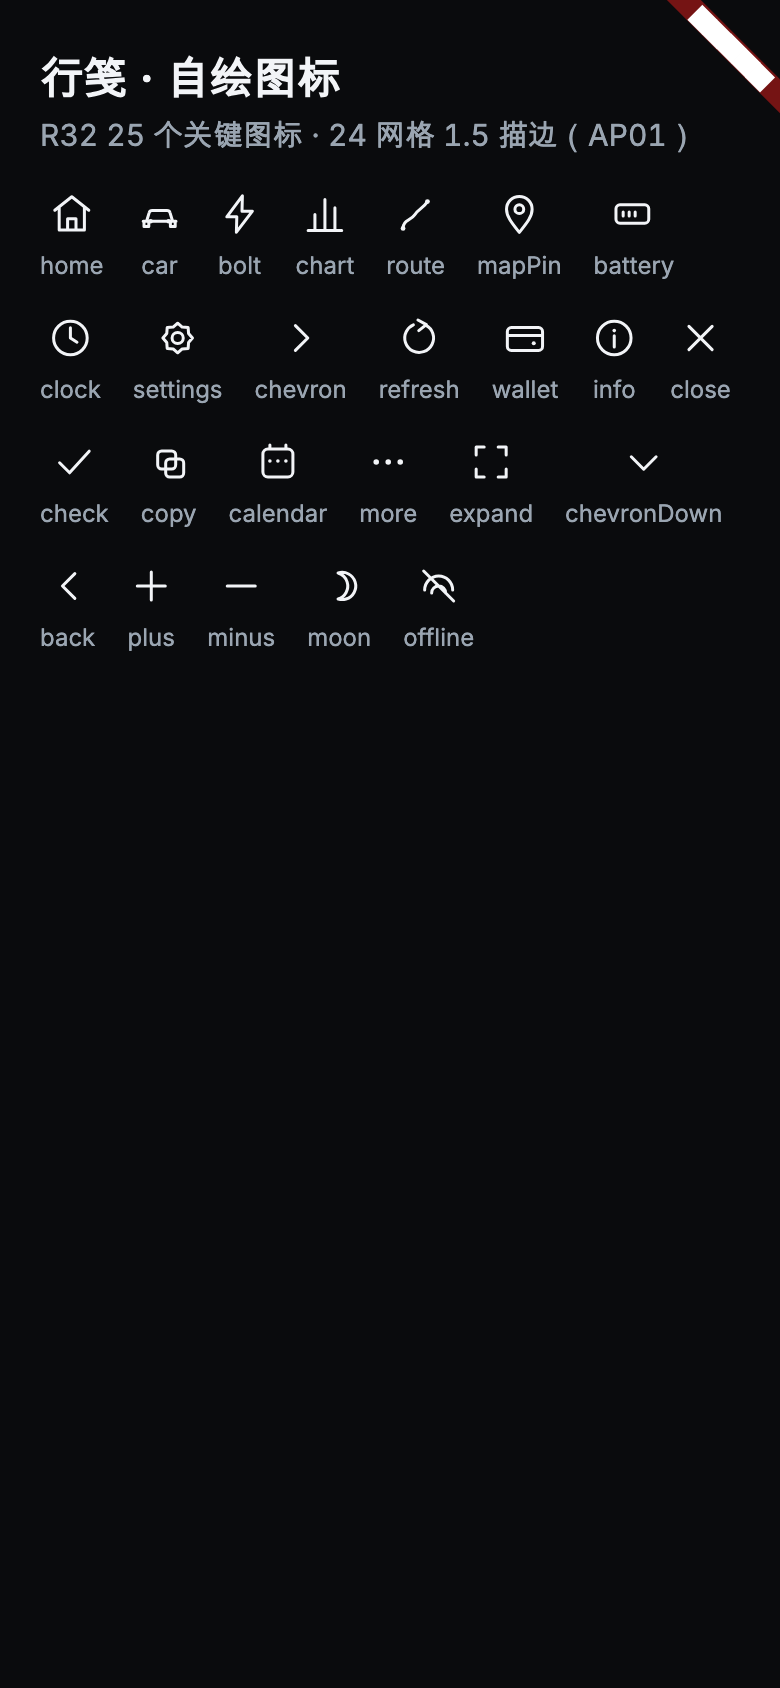 行笺 · 自绘图标
R32 25 个关键图标 · 24 网格 1.5 描边 ( AP01 )
home car bolt chart route mapPin battery
clock settings chevron refresh wallet info close
check copy calendar more expand chevronDown
back plus minus moon offline